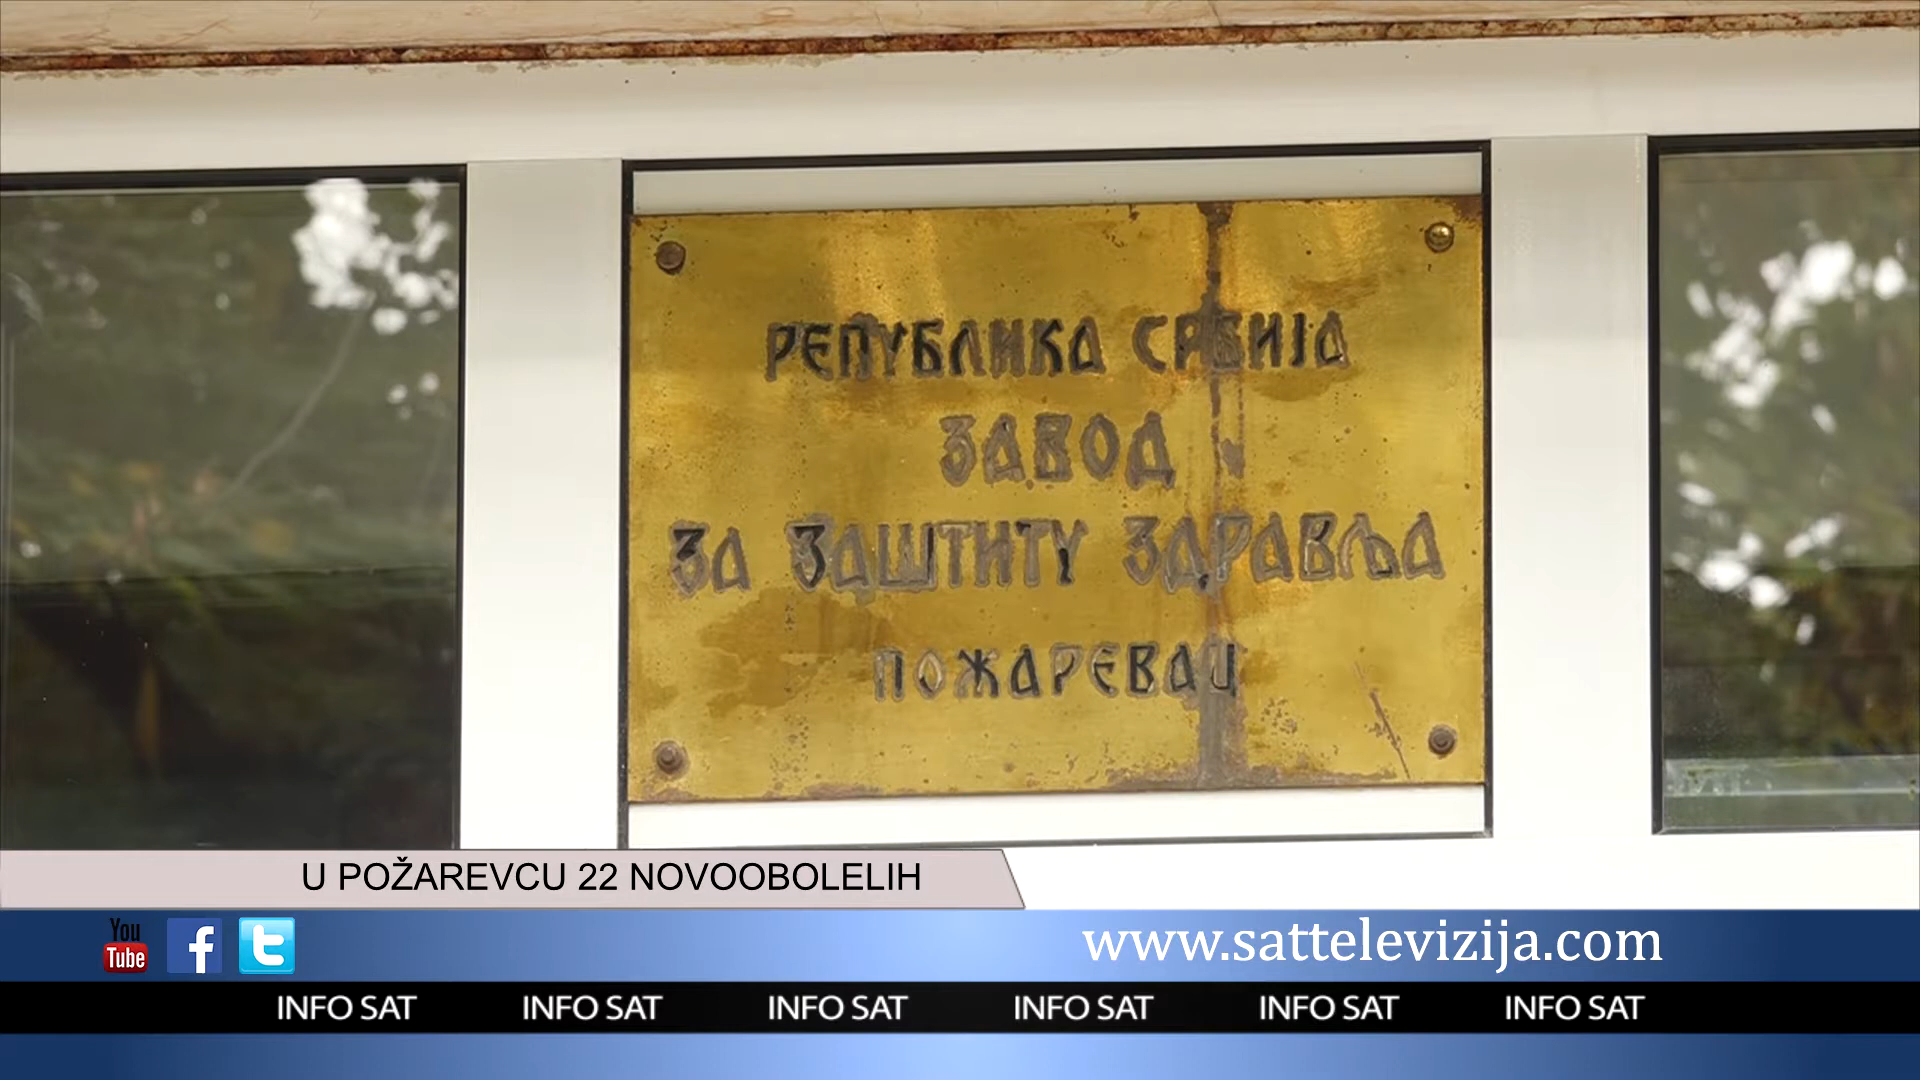 РЕПУБЛИКА СРБИЈА
ЗАВОД
ЗА ЗАШТИТУ ЗДРАВЉА
ПОЖАРЕВАЦ
U POŽAREVCU 22 NOVOOBOLELIH
You Tube
www.sattelevizija.com
INFO SAT INFO SAT INFO SAT INFO SAT INFO SAT INFO SAT